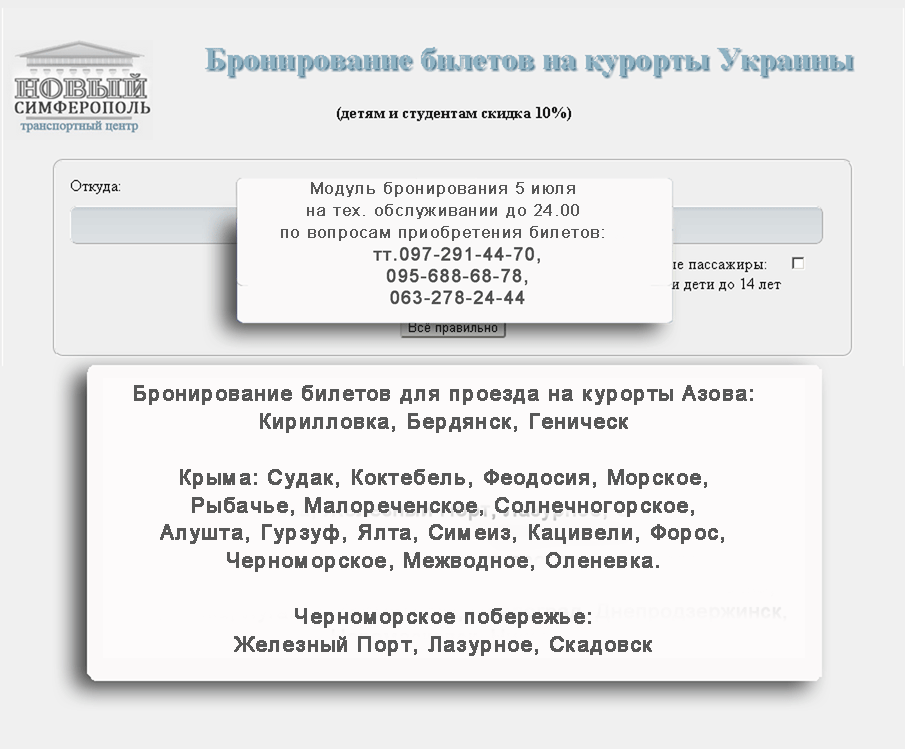 Бронирование билетов на курорты Украины
НОВЫЙ
СИМФЕРОПОЛЬ
транспортный центр
(детям и студентам скидка 10%)
Откуда:
Модуль бронирования 5 июля
на тех. обслуживании до 24.00
по вопросам приобретения билетов:
тт.097-291-44-70,
095-688-68-78,
063-278-24-44
пассажиры:
и дети до 14 лет
Всё правильно
Бронирование билетов для проезда на курорты Азова:
Кирилловка, Бердянск, Геническ
Крыма: Судак, Коктебель, Феодосия, Морское,
Рыбачье, Малореченское, Солнечногорское,
Алушта, Гурзуф, Ялта, Симеиз, Кацивели, Форос,
Черноморское, Межводное, Оленевка.
Черноморское побережье:
Железный Порт, Лазурное, Скадовск